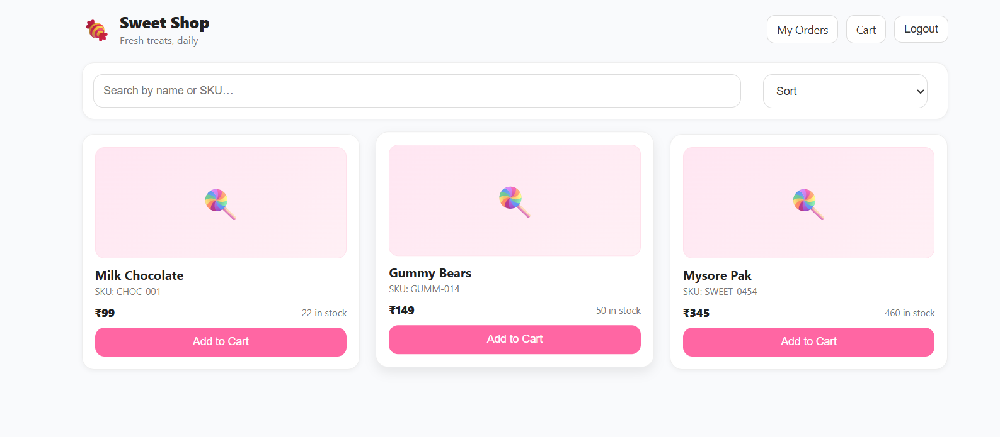 Sweet Shop
Fresh treats, daily
My Orders
Cart
Logout
Search by name or SKU…
Sort
Milk Chocolate
SKU: CHOC-001
₹99
22 in stock
Add to Cart
Gummy Bears
SKU: GUMM-014
₹149
50 in stock
Add to Cart
Mysore Pak
SKU: SWEET-0454
₹345
460 in stock
Add to Cart